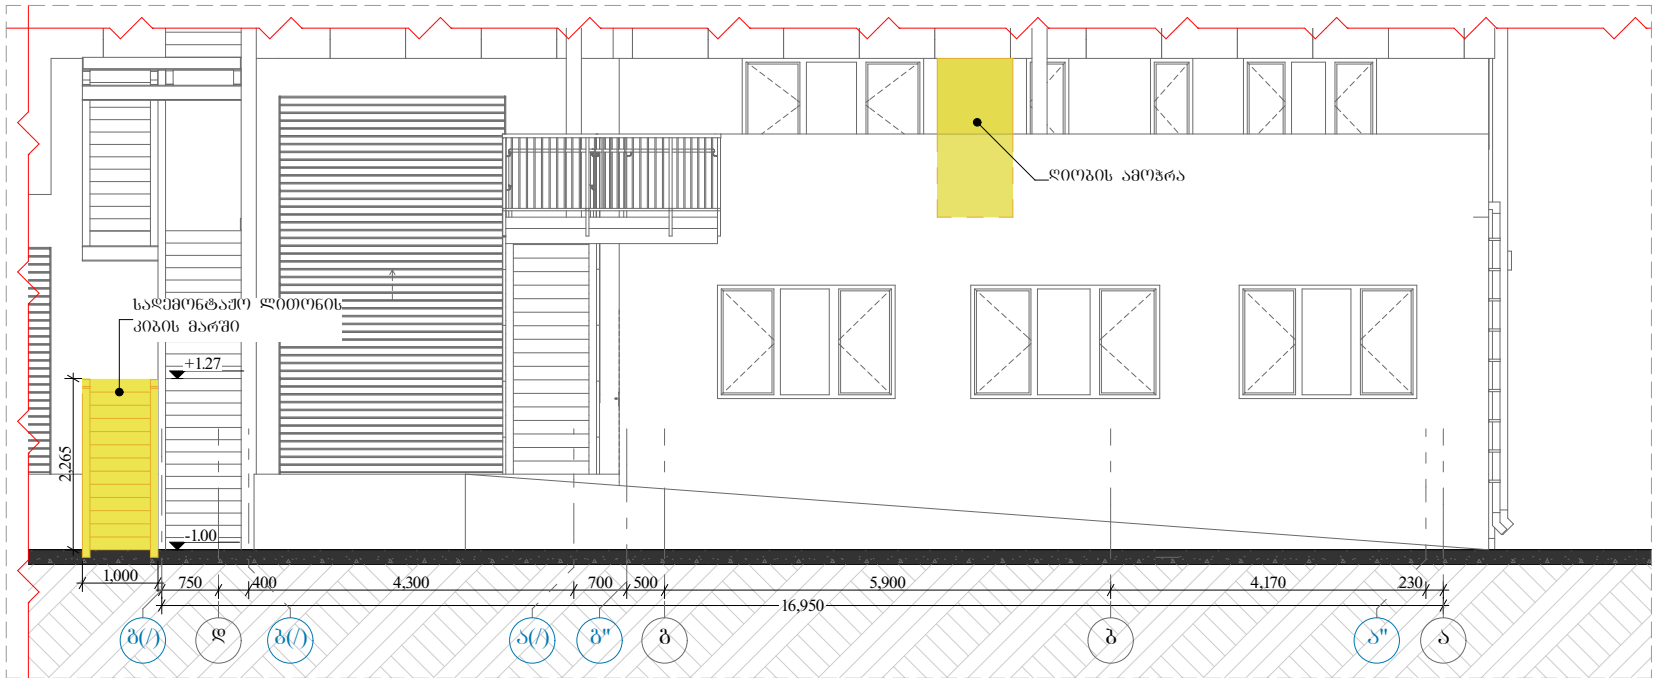 ღიობის ამოჭრა
სადემონტაჟო ლითონის
კიბის მარში
+1.27
2,265
-1.00
1,000
750
400
4,300
700
500
5,900
4,170
230
16,950
გ(/)
დ
ბ(/)
ა(/)
გ"
გ
ბ
ა"
ა